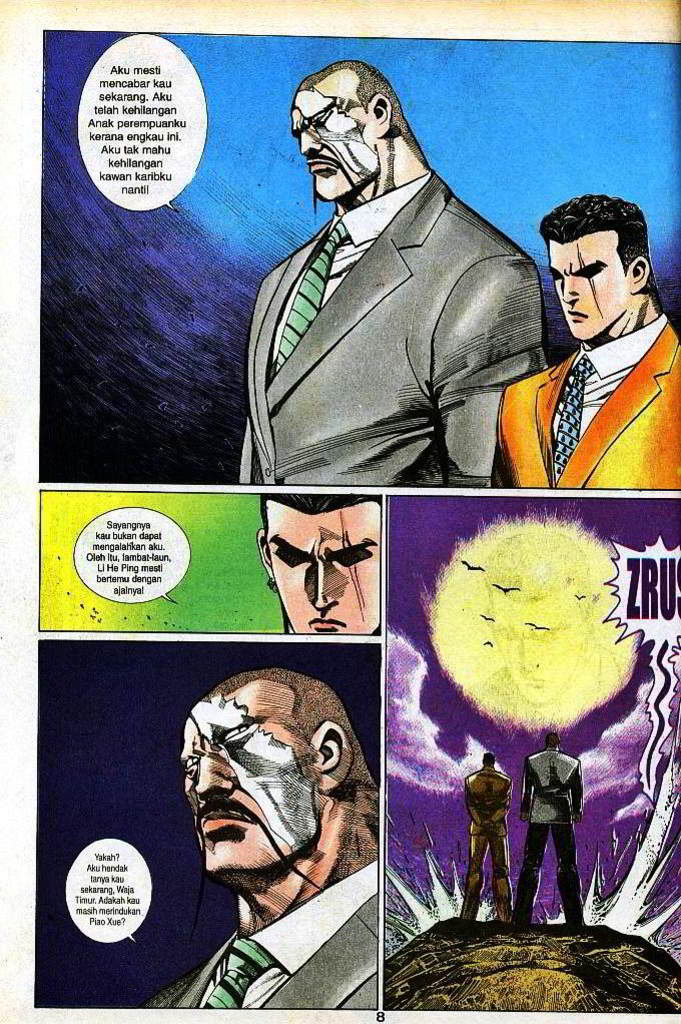 Aku mesti
mencabar kau
sekarang. Aku
telah kehilangan
Anak perempuanku
kerana engkau ini.
Aku tak mahu
kehilangan
kawan karibku
nanti!
Sayangnya
kau bukan dapat
mengalahkan aku.
Oleh itu, lambat-laun,
Li He Ping mesti
bertemu dengan
ajalnya!
ZRUS
Yakah?
Aku hendak
tanya kau
sekarang, Waja
Timur. Adakah kau
masih merindukan
Piao Xue?
8